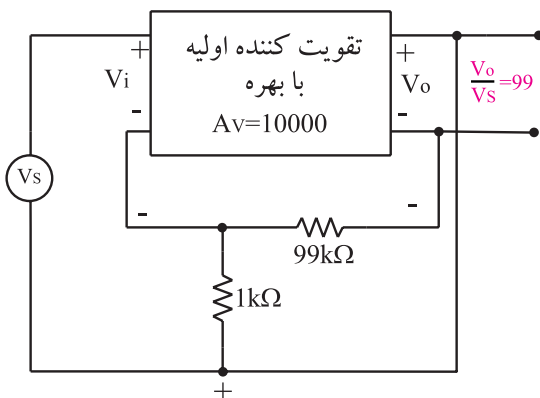 تقویت کننده اولیه
با بهره
AV=10000
+
Vi
-
+
Vo
-
Vo/VS=99
VS
-
-
99kΩ
1kΩ
+